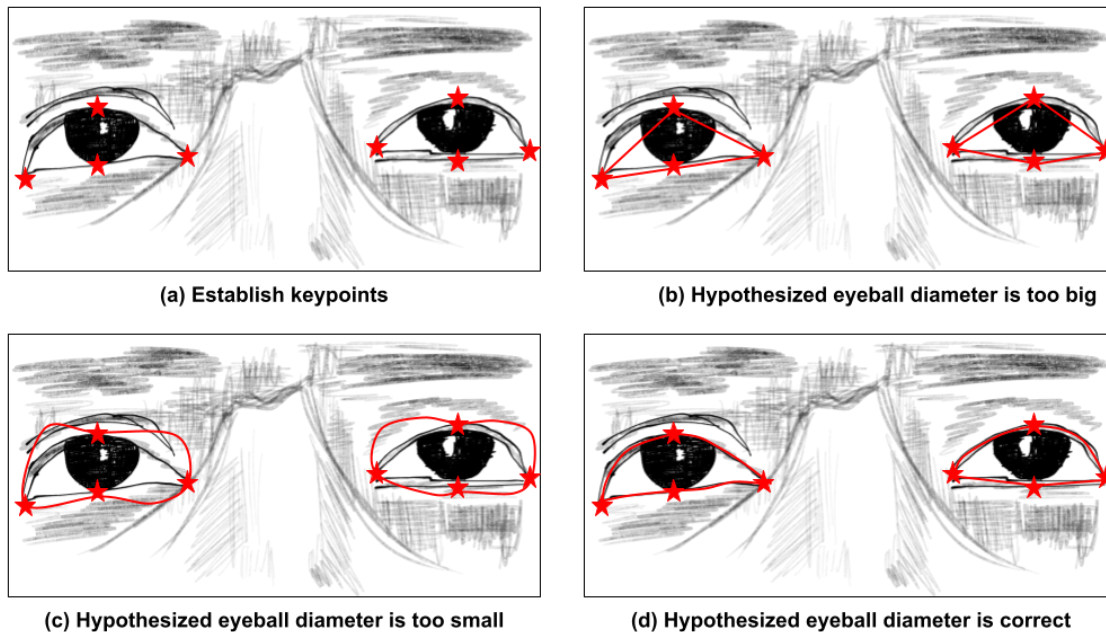 (a) Establish keypoints
(b) Hypothesized eyeball diameter is too big
(c) Hypothesized eyeball diameter is too small
(d) Hypothesized eyeball diameter is correct